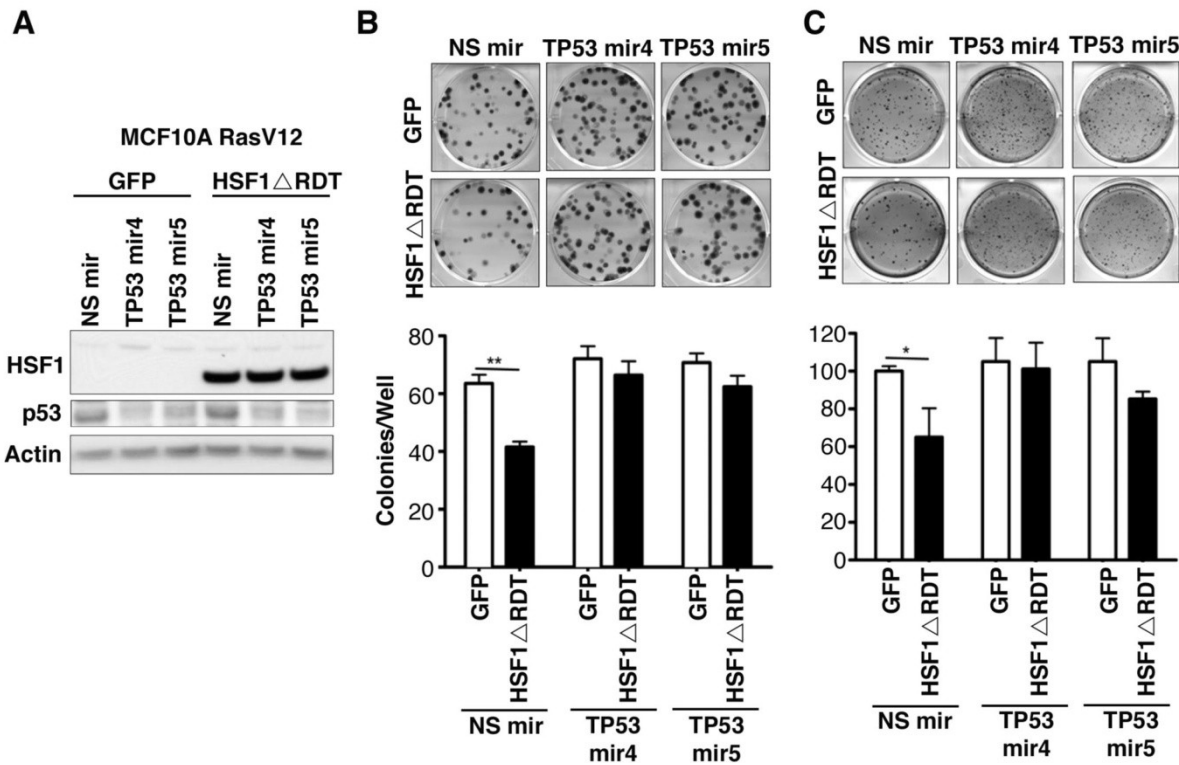 A
MCF10A RasV12
GFP HSF1△RDT
NS mir TP53 mir4 TP53 mir5 NS mir TP53 mir4 TP53 mir5
HSF1
p53
Actin
B
NS mir TP53 mir4 TP53 mir5
GFP
HSF1△RDT
Colonies/Well
80
60
40
20
0
**
GFP HSF1△RDT GFP HSF1△RDT GFP HSF1△RDT
NS mir TP53 mir4 TP53 mir5
C
NS mir TP53 mir4 TP53 mir5
GFP
HSF1△RDT
120
100
80
60
40
20
0
*
GFP HSF1△RDT GFP HSF1△RDT GFP HSF1△RDT
NS mir TP53 mir4 TP53 mir5